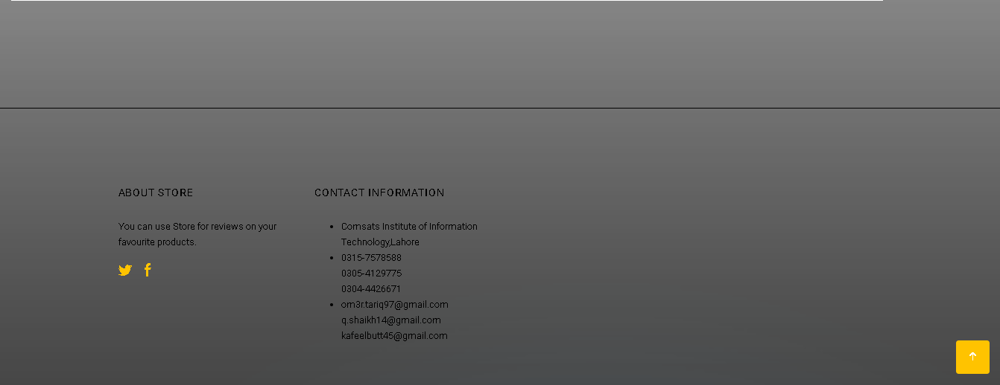 ABOUT STORE
You can use Store for reviews on your
favourite products.
CONTACT INFORMATION
Comsats Institute of Information
Technology,Lahore
0315-7578588
0305-4129775
0304-4426671
om3r.tariq97@gmail.com
q.shaikh14@gmail.com
kafeelbutt45@gmail.com